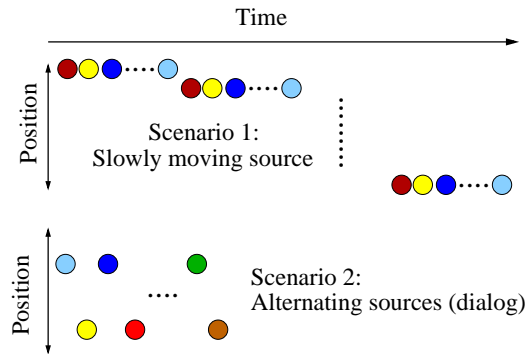 Time
Position
Scenario 1:
Slowly moving source
Position
Scenario 2:
Alternating sources (dialog)